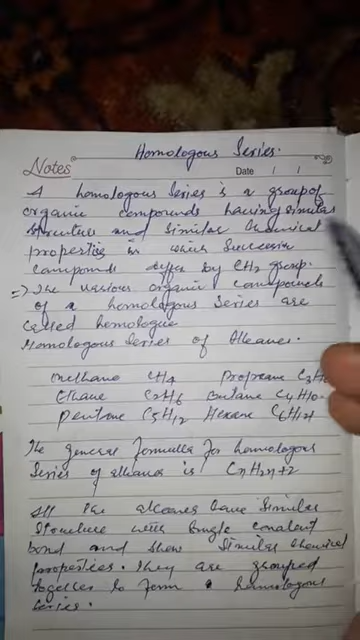 Homologous Series.
Notes
Date / /
A homologous Series is a group of
organic compounds having similar
structures and similar chemical
properties in which Successive
compounds differ by CH2 group.
=> The various organic compounds
of a homologous Series are
called homologue
Homologous Series of Alkanes.
Methane CH4 Propane
Ethane C2H6 Butane C4H10
Pentane C5H12 Hexane
The general formulla for homologous
Series of alkanes is CnH2n+2
All the alkanes have Similar
Structure with Single covalent
bond and show Similar chemical
properties. They are grouped
together to form a homologous
Series.